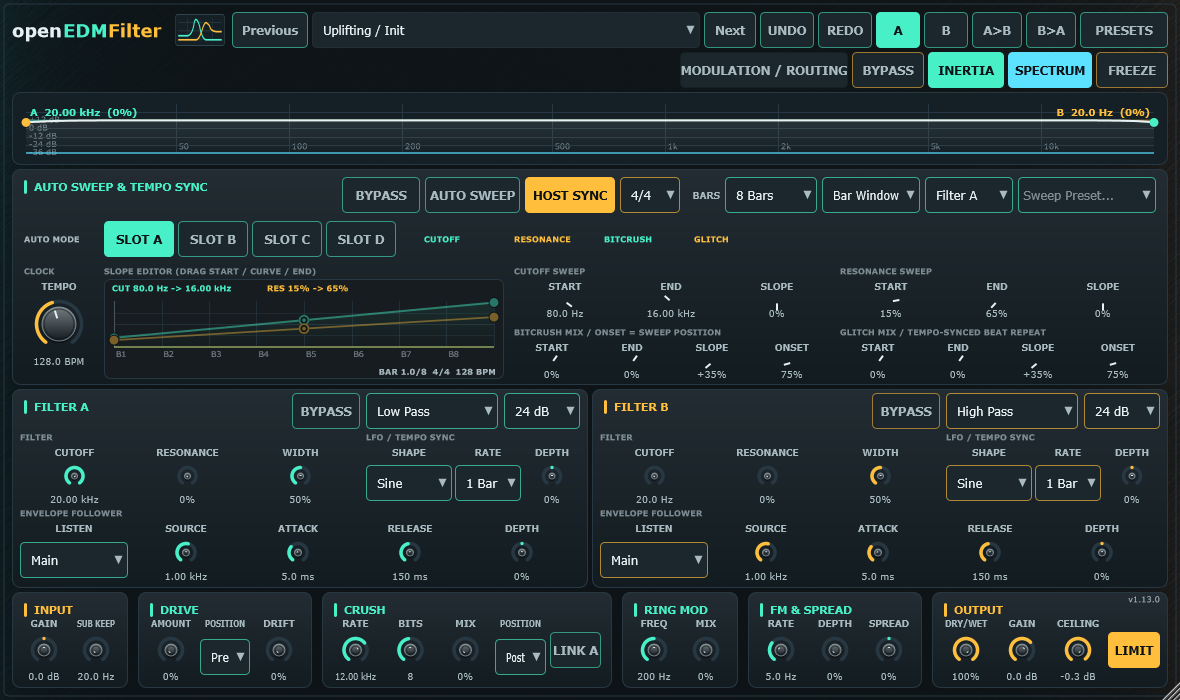 openEDMFilter Previous Uplifting / Init Next UNDO REDO A B A>B B>A PRESETS
MODULATION / ROUTING BYPASS INERTIA SPECTRUM FREEZE
A 20.00 kHz (0%) B 20.0 Hz (0%)
0 dB
-12 dB
-24 dB
-36 dB
50 100 200 500 1k 2k 5k 10k
AUTO SWEEP & TEMPO SYNC BYPASS AUTO SWEEP HOST SYNC 4/4 BARS 8 Bars Bar Window Filter A Sweep Preset...
AUTO MODE SLOT A SLOT B SLOT C SLOT D CUTOFF RESONANCE BITCRUSH GLITCH
CLOCK SLOPE EDITOR (DRAG START / CURVE / END) CUTOFF SWEEP RESONANCE SWEEP
TEMPO CUT 80.0 Hz -> 16.00 kHz RES 15% -> 65% START END SLOPE START END SLOPE
80.0 Hz 16.00 kHz 0% 15% 65% 0%
BITCRUSH MIX / ONSET = SWEEP POSITION GLITCH MIX / TEMPO-SYNCED BEAT REPEAT
START END SLOPE ONSET START END SLOPE ONSET
B1 B2 B3 B4 B5 B6 B7 B8
128.0 BPM
BAR 1.0/8 4/4 128 BPM 0% 0% +35% 75% 0% 0% +35% 75%
FILTER A BYPASS Low Pass 24 dB
FILTER LFO / TEMPO SYNC
CUTOFF RESONANCE WIDTH SHAPE RATE DEPTH
Sine 1 Bar
20.00 kHz 0% 50% 0%
ENVELOPE FOLLOWER
LISTEN SOURCE ATTACK RELEASE DEPTH
Main
1.00 kHz 5.0 ms 150 ms 0%
FILTER B BYPASS High Pass 24 dB
FILTER LFO / TEMPO SYNC
CUTOFF RESONANCE WIDTH SHAPE RATE DEPTH
Sine 1 Bar
20.0 Hz 0% 50% 0%
ENVELOPE FOLLOWER
LISTEN SOURCE ATTACK RELEASE DEPTH
Main
1.00 kHz 5.0 ms 150 ms 0%
v1.13.0
INPUT
GAIN SUB KEEP
0.0 dB 20.0 Hz
DRIVE
AMOUNT POSITION DRIFT
Pre
0% 0%
CRUSH
RATE BITS MIX POSITION
Post LINK A
12.00 kHz 8 0%
RING MOD
FREQ MIX
200 Hz 0%
FM & SPREAD
RATE DEPTH SPREAD
5.0 Hz 0% 0%
OUTPUT
DRY/WET GAIN CEILING
LIMIT
100% 0.0 dB -0.3 dB